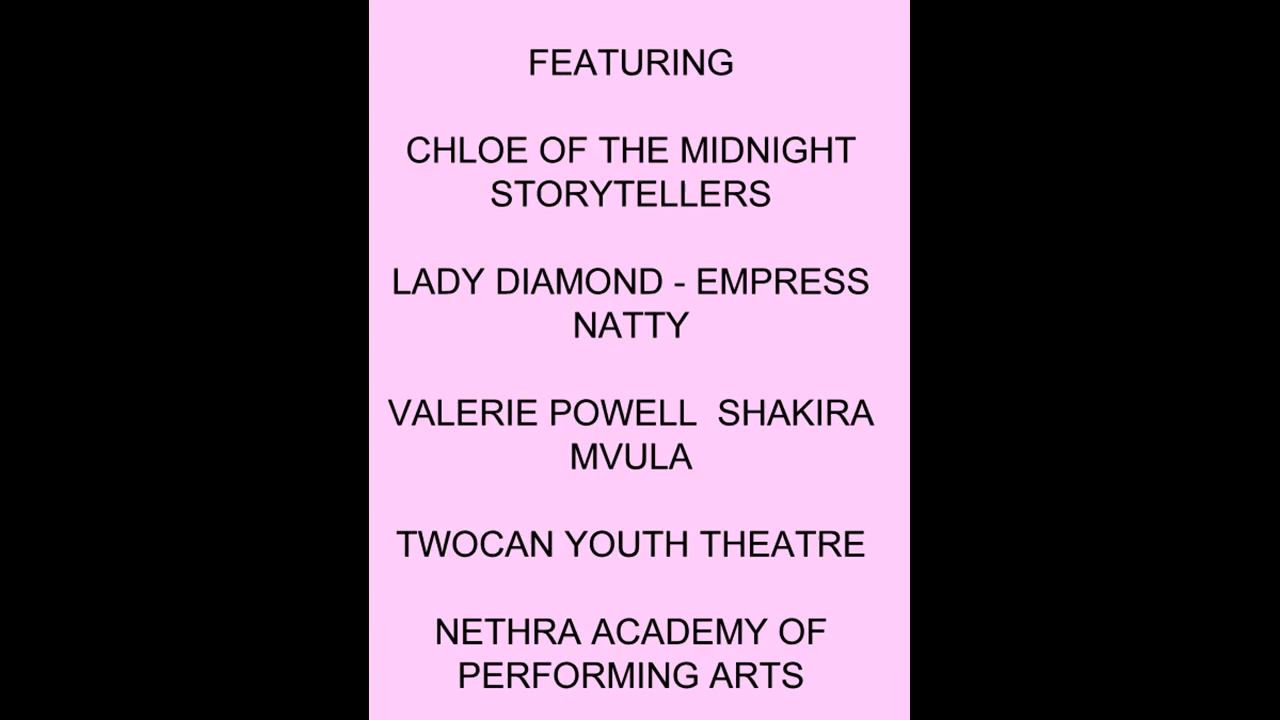 FEATURING
CHLOE OF THE MIDNIGHT
STORYTELLERS
LADY DIAMOND - EMPRESS
NATTY
VALERIE POWELL  SHAKIRA
MVULA
TWOCAN YOUTH THEATRE
NETHRA ACADEMY OF
PERFORMING ARTS